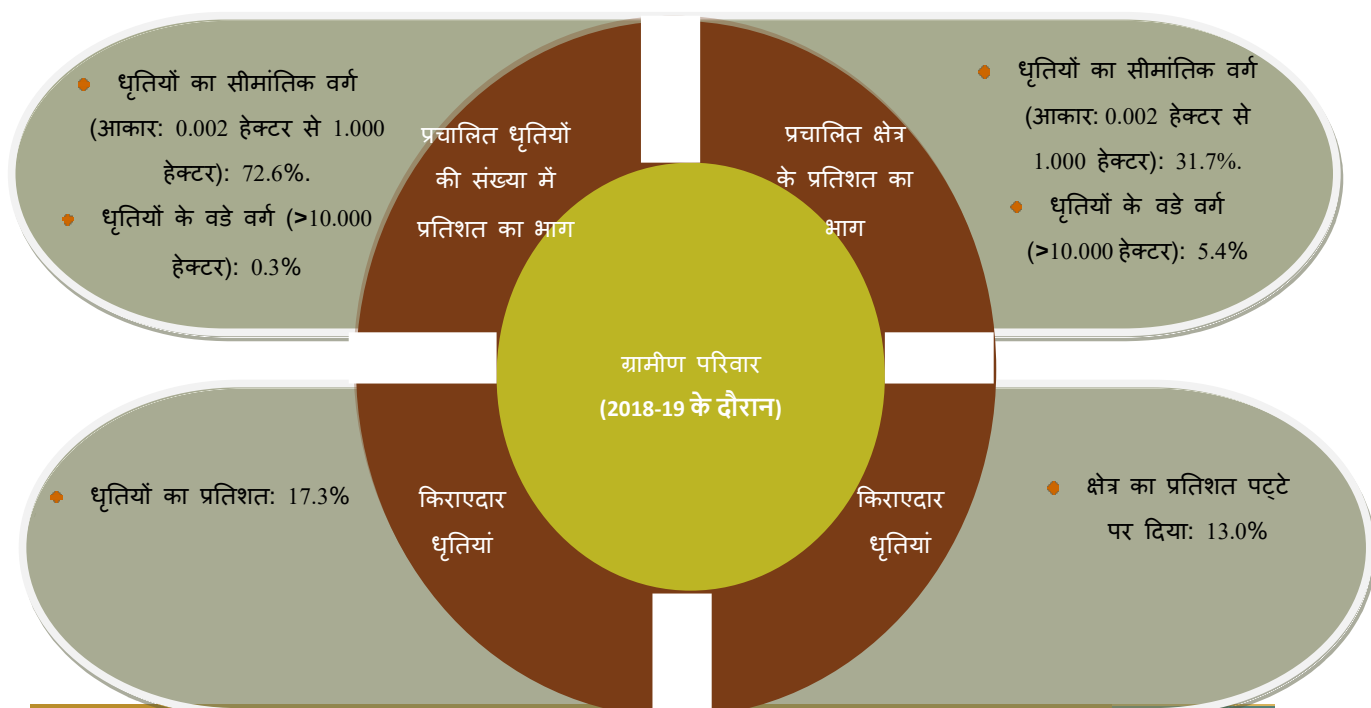 धृतियों का सीमांतिक वर्ग
(आकार: 0.002 हेक्टर से 1.000
हेक्टर): 72.6%.
धृतियों के वडे वर्ग (>10.000
हेक्टर): 0.3%
प्रचालित धृतियों
की संख्या में
प्रतिशत का भाग
प्रचालित क्षेत्र
के प्रतिशत का
भाग
धृतियों का सीमांतिक वर्ग
(आकार: 0.002 हेक्टर से
1.000 हेक्टर): 31.7%.
धृतियों के वडे वर्ग
(>10.000 हेक्टर): 5.4%
ग्रामीण परिवार
(2018-19 के दौरान)
धृतियों का प्रतिशत: 17.3%
किराएदार
धृतियां
किराएदार
धृतियां
क्षेत्र का प्रतिशत पट्टे
पर दिया: 13.0%